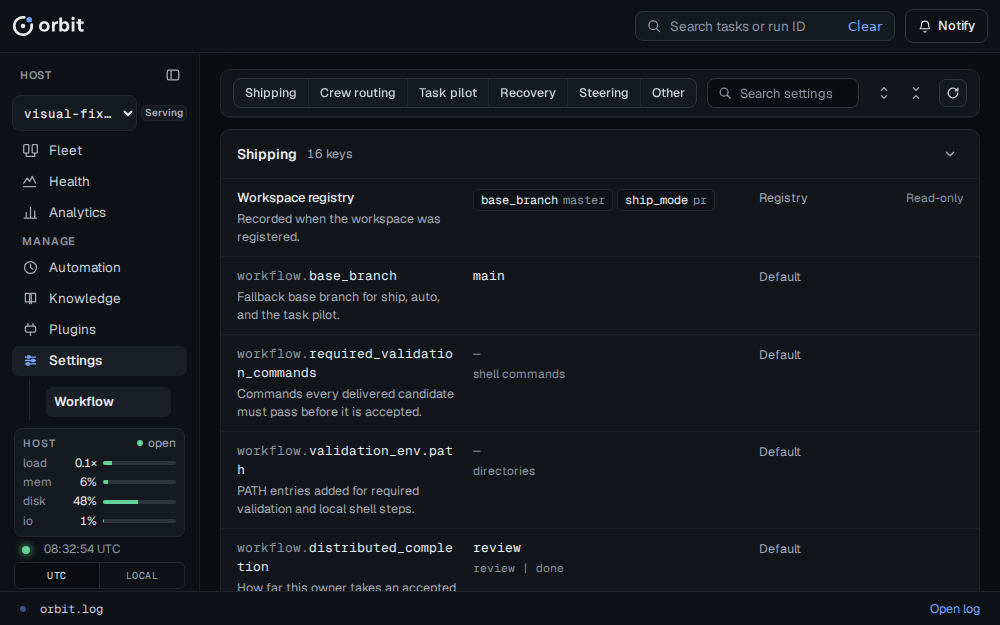 orbit
Search tasks or run ID
Clear
Notify
HOST
visual-fix…
Serving
Fleet
Health
Analytics
MANAGE
Automation
Knowledge
Plugins
Settings
Workflow
HOST
open
load 0.1×
mem 6%
disk 48%
io 1%
08:32:54 UTC
UTC
LOCAL
Shipping
Crew routing
Task pilot
Recovery
Steering
Other
Search settings
Shipping 16 keys
Workspace registry
Recorded when the workspace was
registered.
base_branch master
ship_mode pr
Registry
Read-only
workflow.base_branch
Fallback base branch for ship, auto,
and the task pilot.
main
Default
workflow.required_validatio
n_commands
Commands every delivered candidate
must pass before it is accepted.
—
shell commands
Default
workflow.validation_env.pat
h
PATH entries added for required
validation and local shell steps.
—
directories
Default
workflow.distributed_comple
tion
How far this owner takes an accepted
review
review | done
Default
orbit.log
Open log